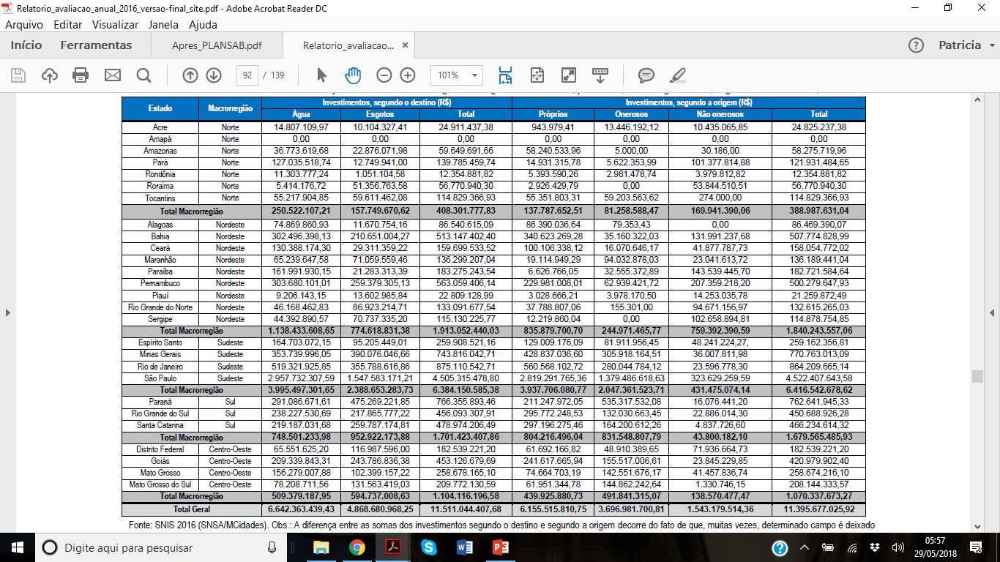 Relatorio_avaliacao_anual_2016_versao-final_site.pdf - Adobe Acrobat Reader DC
Arquivo Editar Visualizar Janela Ajuda
Início Ferramentas Apres_PLANSAB.pdf Relatorio_avaliacao... × Patricia
92 / 139 101%
Estado Macrorregião Investimentos, segundo o destino (R$) Investimentos, segundo a origem (R$)
Água Esgotos Total Próprios Onerosos Não onerosos Total
Acre Norte 14.807.109,97 10.104.327,41 24.911.437,38 943.979,41 13.446.192,12 10.435.065,85 24.825.237,38
Amapá Norte 0,00 0,00 0,00 0,00 0,00 0,00 0,00
Amazonas Norte 36.773.619,68 22.876.071,98 59.649.691,66 58.240.533,96 5.000,00 30.186,00 58.275.719,96
Pará Norte 127.035.518,74 12.749.941,00 139.785.459,74 14.931.315,78 5.622.353,99 101.377.814,88 121.931.484,65
Rondônia Norte 11.303.777,24 1.051.104,58 12.354.881,82 5.393.590,26 2.981.478,74 3.979.812,82 12.354.881,82
Roraima Norte 5.414.176,72 51.356.763,58 56.770.940,30 2.926.429,79 0,00 53.844.510,51 56.770.940,30
Tocantins Norte 55.217.904,85 59.611.462,08 114.829.366,93 55.351.803,31 59.203.563,62 274.000,00 114.829.366,93
Total Macrorregião 250.522.107,21 157.749.670,62 408.301.777,83 137.787.652,51 81.258.588,47 169.941.390,06 388.987.631,04
Alagoas Nordeste 74.869.860,93 11.670.754,16 86.540.615,09 86.390.036,64 79.353,43 0,00 86.469.390,07
Bahia Nordeste 302.496.398,13 210.651.004,27 513.147.402,40 340.623.269,28 35.160.322,03 131.991.237,68 507.774.828,99
Ceará Nordeste 130.388.174,30 29.311.359,22 159.699.533,52 100.106.338,12 16.070.646,17 41.877.787,73 158.054.772,02
Maranhão Nordeste 65.239.647,58 71.059.559,46 136.299.207,04 19.114.949,29 94.032.878,03 23.041.613,72 136.189.441,04
Paraíba Nordeste 161.991.930,15 21.283.313,39 183.275.243,54 6.626.766,05 32.555.372,89 143.539.445,70 182.721.584,64
Pernambuco Nordeste 303.680.101,01 259.379.305,13 563.059.406,14 229.981.008,01 62.939.421,72 207.359.218,20 500.279.647,93
Piauí Nordeste 9.206.143,15 13.602.985,84 22.809.128,99 3.028.666,21 3.978.170,50 14.253.035,78 21.259.872,49
Rio Grande do Norte Nordeste 46.168.462,83 86.923.214,71 133.091.677,54 37.788.807,06 155.301,00 94.671.156,97 132.615.265,03
Sergipe Nordeste 44.392.890,57 70.737.335,20 115.130.225,77 12.219.860,04 0,00 102.658.894,81 114.878.754,85
Total Macrorregião 1.138.433.608,65 774.618.831,38 1.913.052.440,03 835.879.700,70 244.971.465,77 759.392.390,59 1.840.243.557,06
Espírito Santo Sudeste 164.703.072,15 95.205.449,01 259.908.521,16 129.009.176,09 81.911.956,45 48.241.224,27, 259.162.356,81
Minas Gerais Sudeste 353.739.996,05 390.076.046,66 743.816.042,71 428.837.036,60 305.918.164,51 36.007.811,98 770.763.013,09
Rio de Janeiro Sudeste 519.321.925,85 355.788.616,86 875.110.542,71 560.568.102,72 280.044.784,12 23.596.778,30 864.209.665,14
São Paulo Sudeste 2.957.732.307,59 1.547.583.171,21 4.505.315.478,80 2.819.291.765,36 1.379.486.618,63 323.629.259,59 4.522.407.643,58
Total Macrorregião 3.995.497.301,65 2.388.653.283,73 6.384.150.585,38 3.937.706.080,77 2.047.361.523,71 431.475.074,14 6.416.542.678,62
Paraná Sul 291.086.671,61 475.269.221,85 766.355.893,46 211.247.972,05 535.317.532,08 16.076.441,20 762.641.945,33
Rio Grande do Sul Sul 238.227.530,69 217.865.777,22 456.093.307,91 295.772.248,53 132.030.663,45 22.886.014,30 450.688.926,28
Santa Catarina Sul 219.187.031,68 259.787.174,81 478.974.206,49 297.196.275,46 164.200.612,26 4.837.726,60 466.234.614,32
Total Macrorregião 748.501.233,98 952.922.173,88 1.701.423.407,86 804.216.496,04 831.548.807,79 43.800.182,10 1.679.565.485,93
Distrito Federal Centro-Oeste 65.551.625,20 116.987.596,00 182.539.221,20 61.692.166,82 48.910.389,65 71.936.664,73 182.539.221,20
Goiás Centro-Oeste 209.339.843,31 243.786.836,38 453.126.679,69 241.617.665,94 155.517.006,61 23.845.229,85 420.979.902,40
Mato Grosso Centro-Oeste 156.279.007,88 102.399.157,22 258.678.165,10 74.664.703,19 142.551.676,17 41.457.836,74 258.674.216,10
Mato Grosso do Sul Centro-Oeste 78.208.711,56 131.563.419,03 209.772.130,59 61.951.344,78 144.862.242,64 1.330.746,15 208.144.333,57
Total Macrorregião 509.379.187,95 594.737.008,63 1.104.116.196,58 439.925.880,73 491.841.315,07 138.570.477,47 1.070.337.673,27
Total Geral 6.642.363.439,43 4.868.680.968,25 11.511.044.407,68 6.155.515.810,75 3.696.981.700,81 1.543.179.514,36 11.395.677.025,92
Fonte: SNIS 2016 (SNSA/MCidades). Obs.: A diferença entre as somas dos investimentos segundo o destino e segundo a origem decorre do fato de que, muitas vezes, determinado campo é deixado
Digite aqui para pesquisar
05:57
29/05/2018